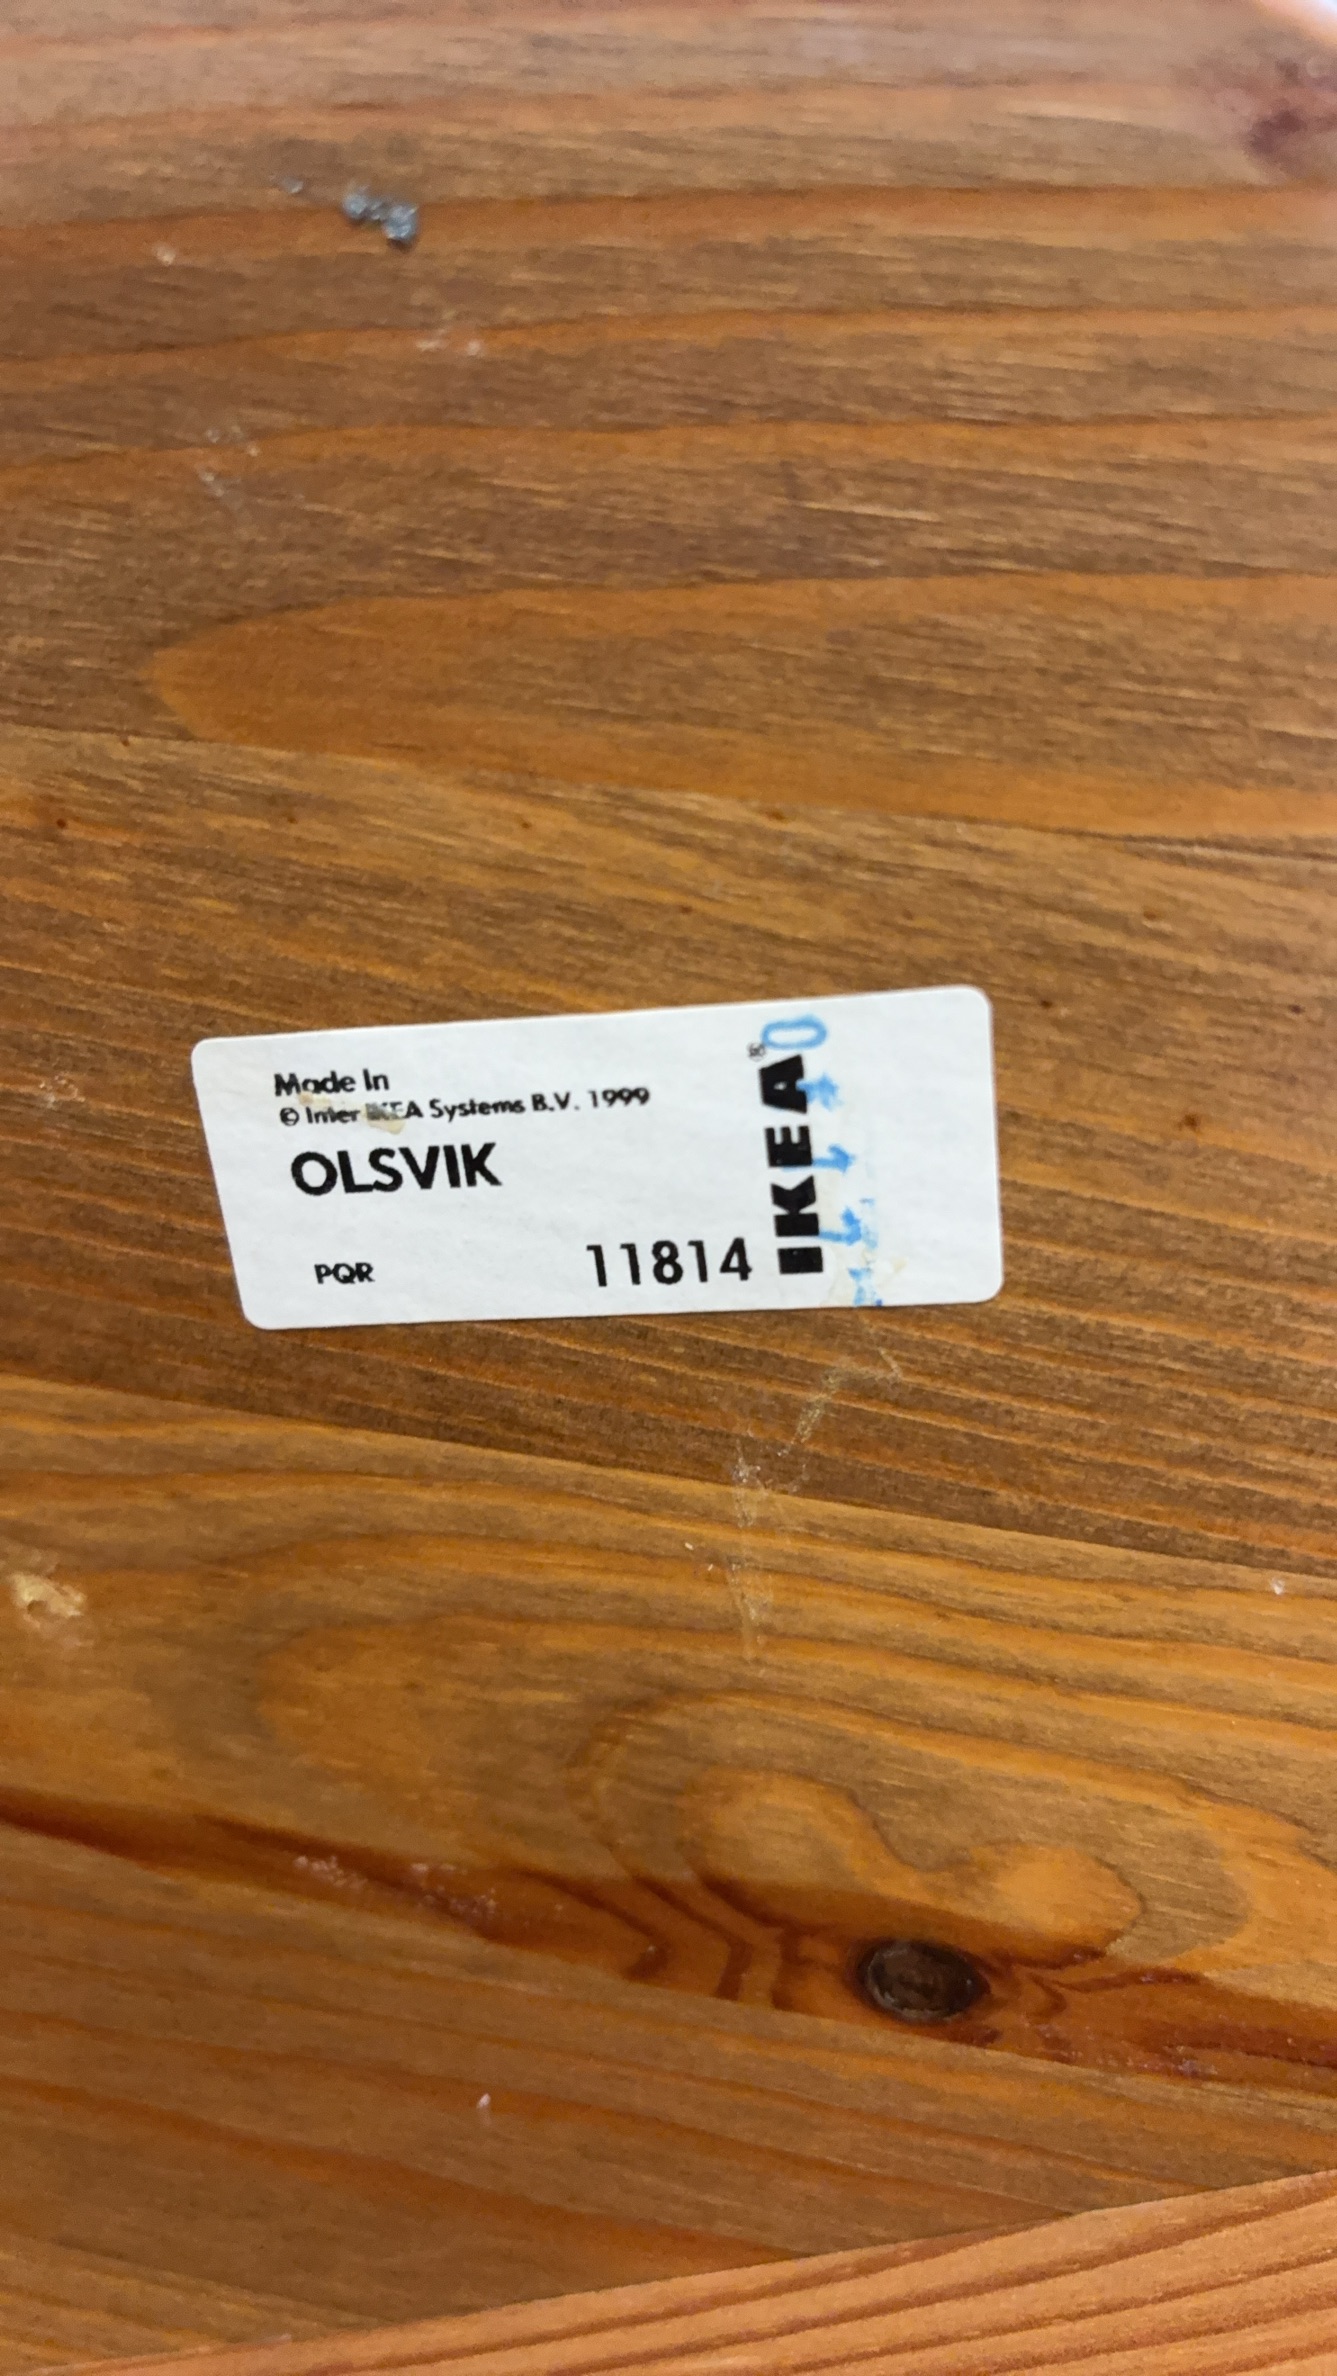 Made In
© Inter IKEA Systems B.V. 1999
OLSVIK
PQR
11814
IKEA®